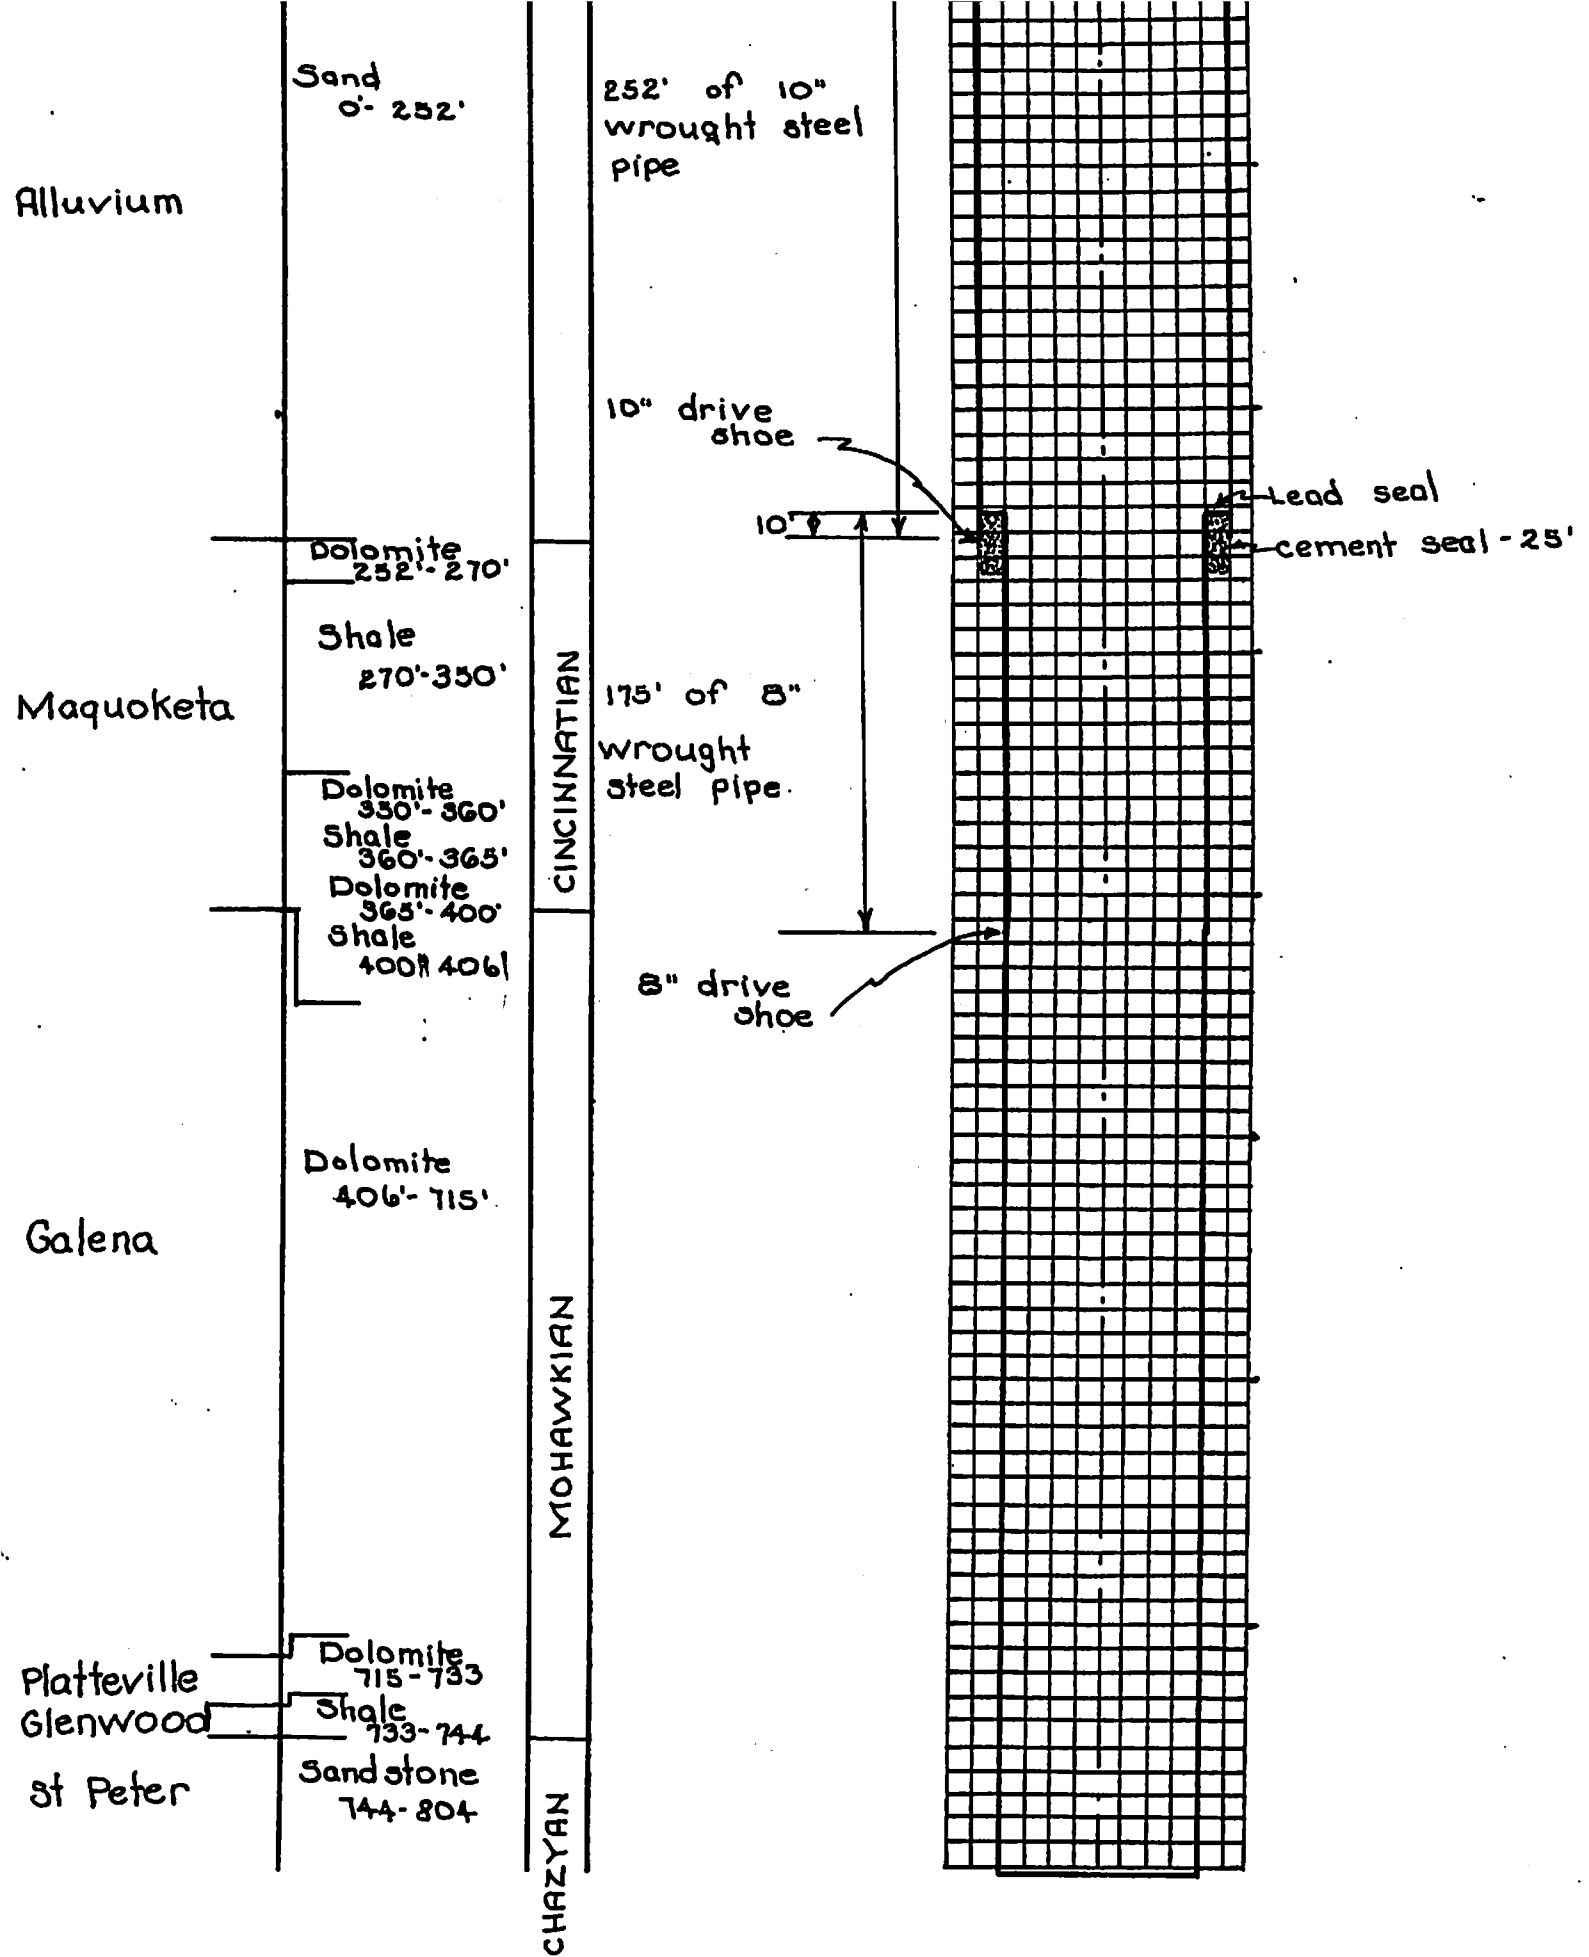 Sand
0'- 252'
252' of 10"
wrought steel
pipe
Alluvium
10" drive
shoe
Lead seal
10'
cement seal - 25'
Dolomite
252'- 270'
Shale
270'-350'
Maquoketa
CINCINNATIAN
175' of 8"
wrought
steel pipe.
Dolomite
350'- 360'
Shale
360'- 365'
Dolomite
365'- 400'
Shale
400' 406'
8" drive
shoe
Dolomite
406'- 715'
Galena
MOHAWKIAN
Dolomite
715 - 733
Platteville
Shale
733 - 744
Glenwood
Sandstone
744 - 804
St Peter
CHAZYAN